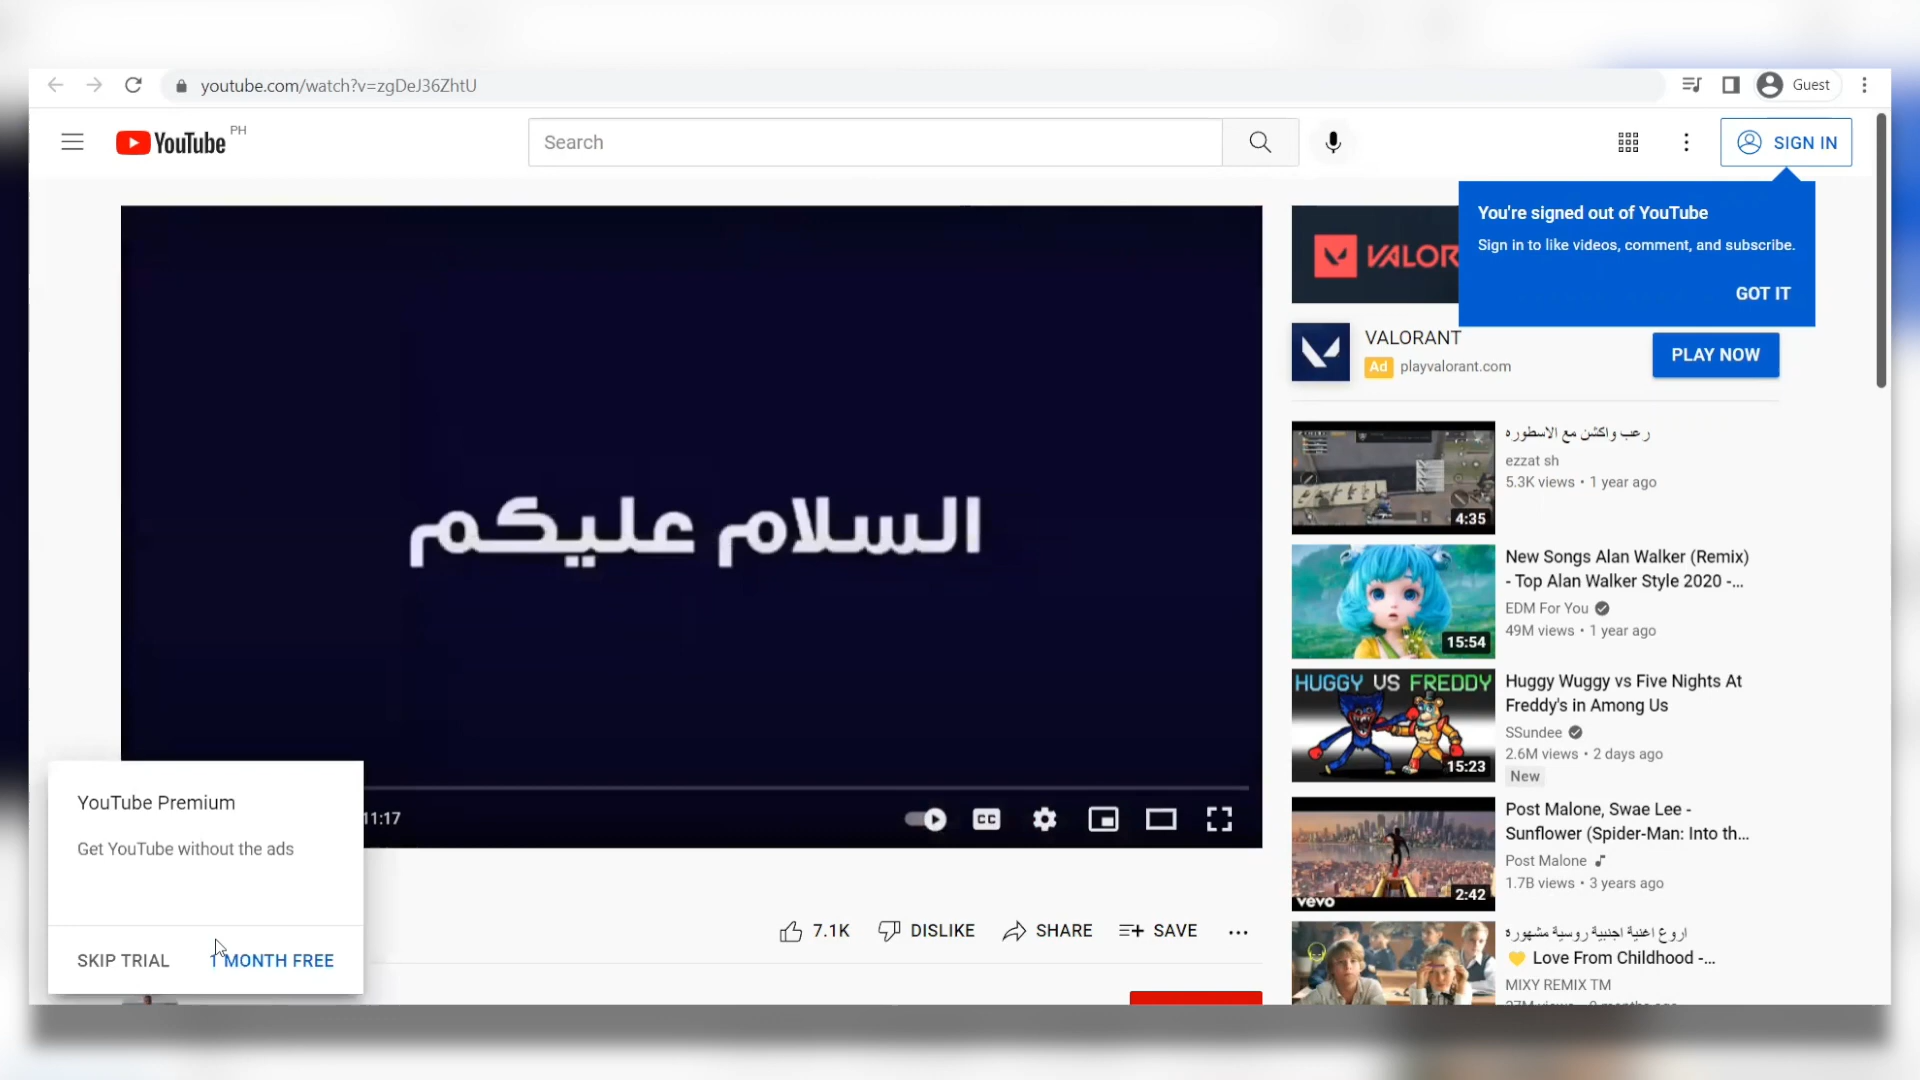 youtube.com/watch?v=zgDeJ36ZhtU
Guest
YouTube PH
Search
SIGN IN
You're signed out of YouTube
Sign in to like videos, comment, and subscribe.
GOT IT
VALOR
VALORANT
Ad playvalorant.com
PLAY NOW
السلام عليكم
11:17
YouTube Premium
Get YouTube without the ads
SKIP TRIAL
1 MONTH FREE
7.1K
DISLIKE
SHARE
SAVE
4:35
رعب واكشن مع الاسطوره
ezzat sh
5.3K views • 1 year ago
15:54
New Songs Alan Walker (Remix)
- Top Alan Walker Style 2020 -...
EDM For You
49M views • 1 year ago
HUGGY VS FREDDY
15:23
Huggy Wuggy vs Five Nights At
Freddy's in Among Us
SSundee
2.6M views • 2 days ago
New
vevo
2:42
Post Malone, Swae Lee -
Sunflower (Spider-Man: Into th...
Post Malone
1.7B views • 3 years ago
اروع اغنية اجنبية روسية مشهوره
💛 Love From Childhood -...
MIXY REMIX TM